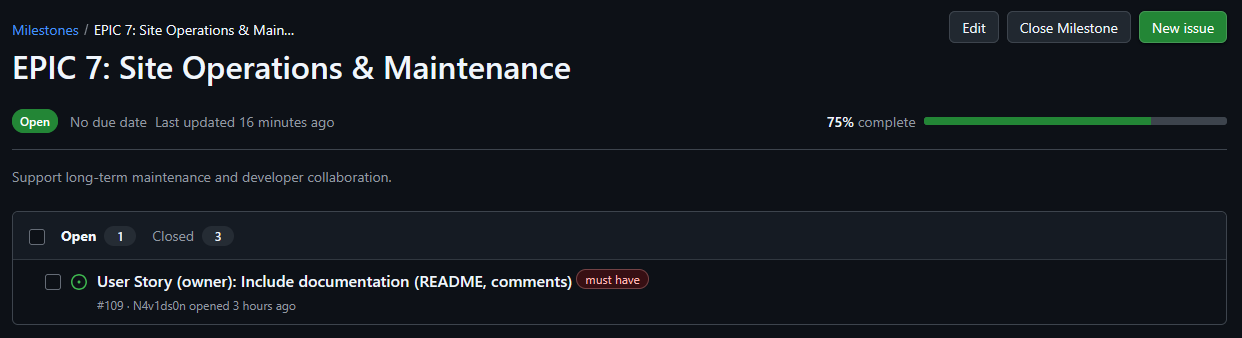 Milestones / EPIC 7: Site Operations & Main...
Edit
Close Milestone
New issue
EPIC 7: Site Operations & Maintenance
Open No due date Last updated 16 minutes ago
75% complete
Support long-term maintenance and developer collaboration.
Open 1 Closed 3
User Story (owner): Include documentation (README, comments) must have
#109 · N4v1ds0n opened 3 hours ago